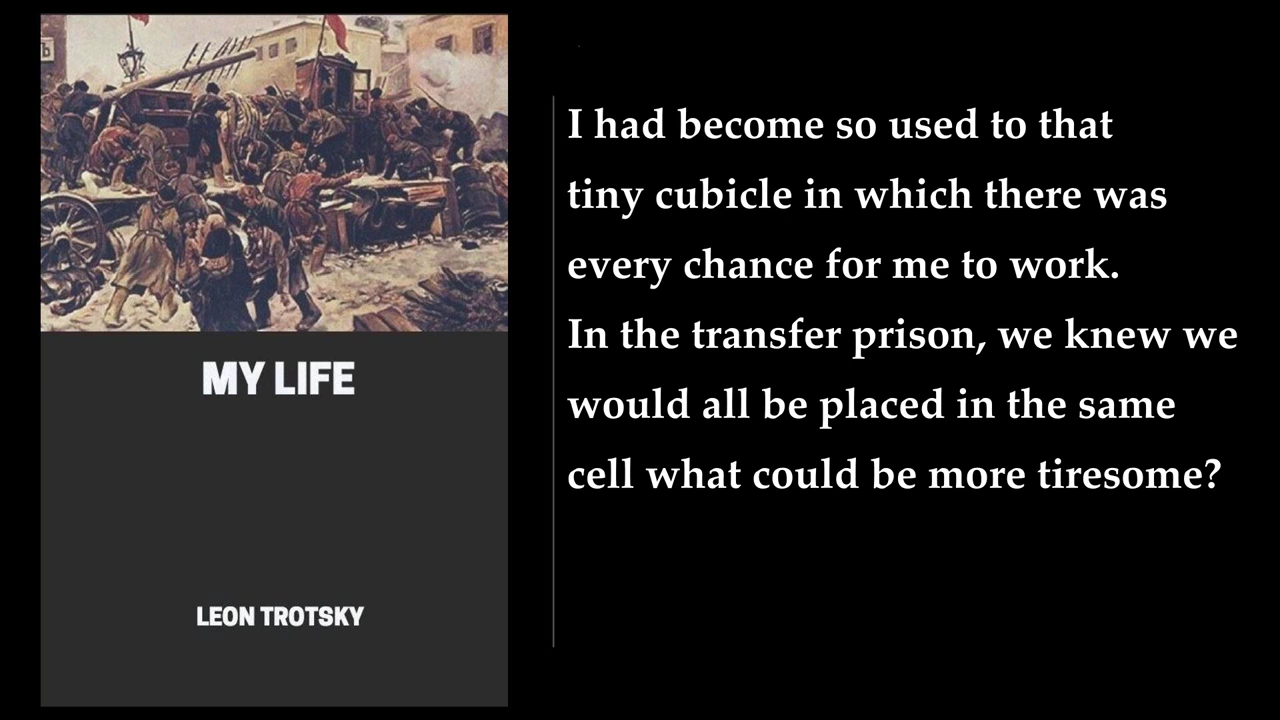 Ъ
MY LIFE
LEON TROTSKY
I had become so used to that
tiny cubicle in which there was
every chance for me to work.
In the transfer prison, we knew we
would all be placed in the same
cell what could be more tiresome?